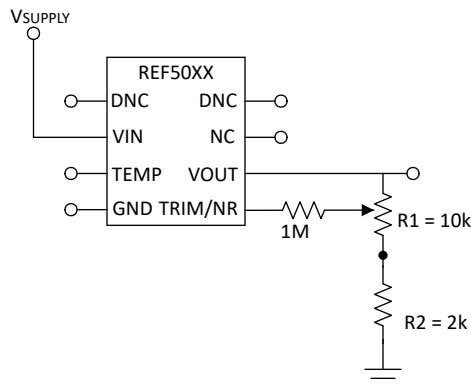 VSUPPLY
REF50XX
DNC DNC
VIN NC
TEMP VOUT
GND TRIM/NR
1M
R1 = 10k
R2 = 2k